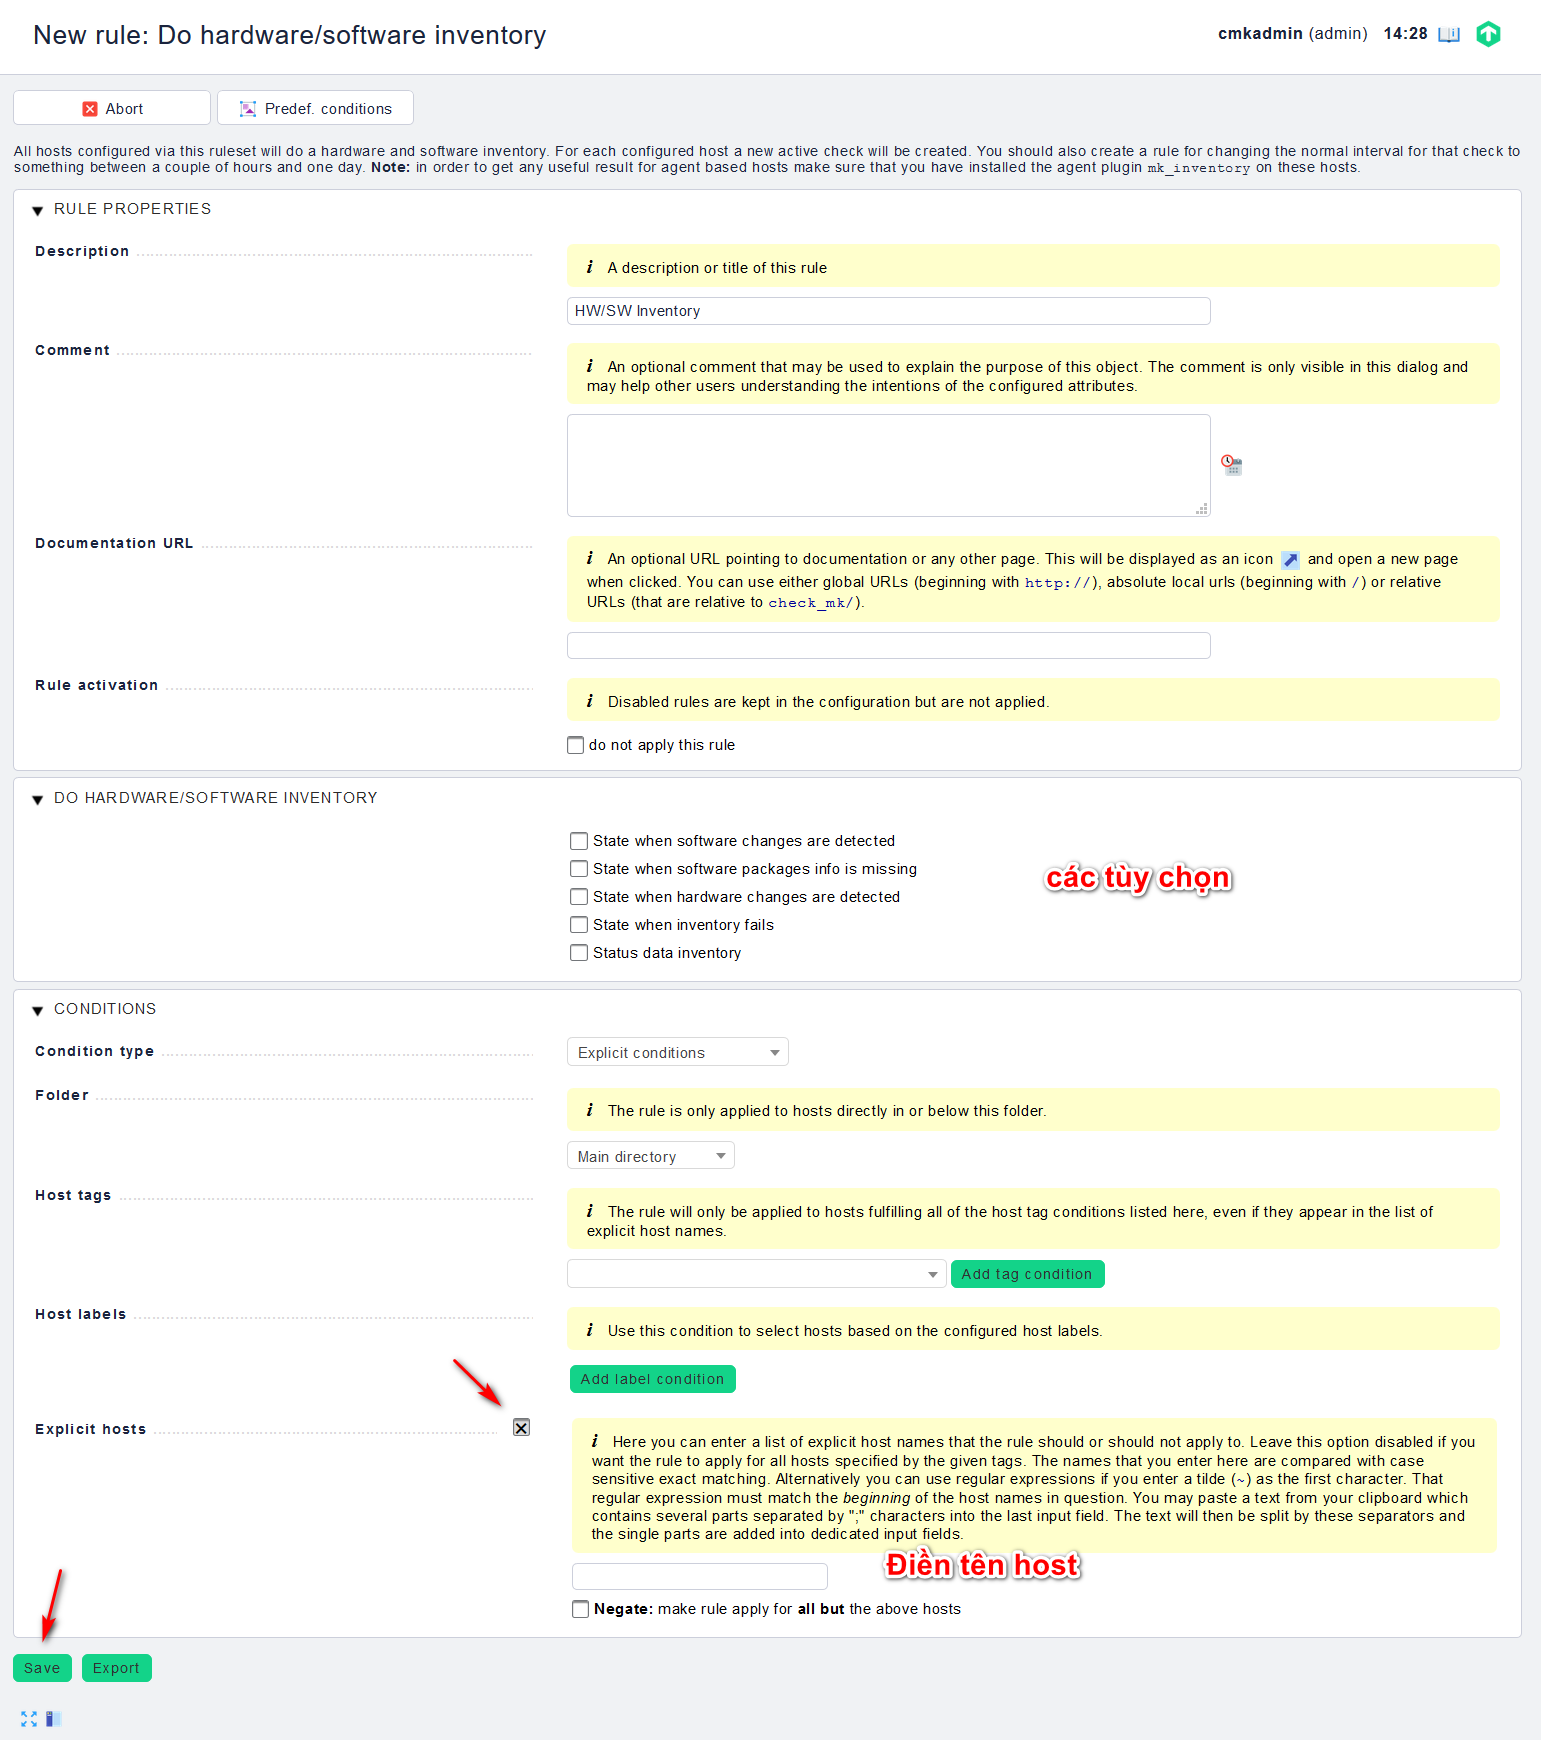 New rule: Do hardware/software inventory
cmkadmin (admin) 14:28
Abort
Predef. conditions
All hosts configured via this ruleset will do a hardware and software inventory. For each configured host a new active check will be created. You should also create a rule for changing the normal interval for that check to
something between a couple of hours and one day. Note: in order to get any useful result for agent based hosts make sure that you have installed the agent plugin mk_inventory on these hosts.
RULE PROPERTIES
Description
i A description or title of this rule
HW/SW Inventory
Comment
i An optional comment that may be used to explain the purpose of this object. The comment is only visible in this dialog and
may help other users understanding the intentions of the configured attributes.
Documentation URL
i An optional URL pointing to documentation or any other page. This will be displayed as an icon and open a new page
when clicked. You can use either global URLs (beginning with http://), absolute local urls (beginning with /) or relative
URLs (that are relative to check_mk/).
Rule activation
i Disabled rules are kept in the configuration but are not applied.
do not apply this rule
DO HARDWARE/SOFTWARE INVENTORY
State when software changes are detected
State when software packages info is missing
các tùy chọn
State when hardware changes are detected
State when inventory fails
Status data inventory
CONDITIONS
Condition type
Explicit conditions
Folder
i The rule is only applied to hosts directly in or below this folder.
Main directory
Host tags
i The rule will only be applied to hosts fulfilling all of the host tag conditions listed here, even if they appear in the list of
explicit host names.
Add tag condition
Host labels
i Use this condition to select hosts based on the configured host labels.
Add label condition
Explicit hosts
i Here you can enter a list of explicit host names that the rule should or should not apply to. Leave this option disabled if you
want the rule to apply for all hosts specified by the given tags. The names that you enter here are compared with case
sensitive exact matching. Alternatively you can use regular expressions if you enter a tilde (~) as the first character. That
regular expression must match the beginning of the host names in question. You may paste a text from your clipboard which
contains several parts separated by ";" characters into the last input field. The text will then be split by these separators and
the single parts are added into dedicated input fields.
Điền tên host
Negate: make rule apply for all but the above hosts
Save
Export